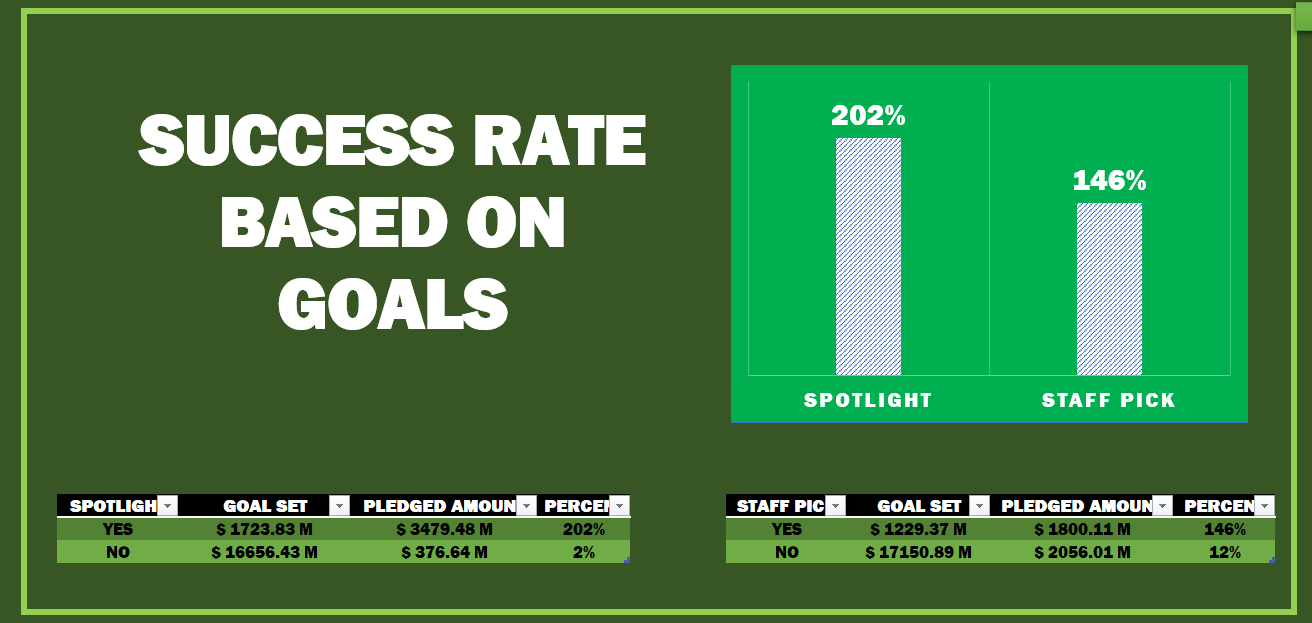 SUCCESS RATE
BASED ON
GOALS
202%
146%
SPOTLIGHT
STAFF PICK
SPOTLIGH GOAL SET PLEDGED AMOUN PERCEN
YES $ 1723.83 M $ 3479.48 M 202%
NO $ 16656.43 M $ 376.64 M 2%
STAFF PIC GOAL SET PLEDGED AMOUN PERCEN
YES $ 1229.37 M $ 1800.11 M 146%
NO $ 17150.89 M $ 2056.01 M 12%